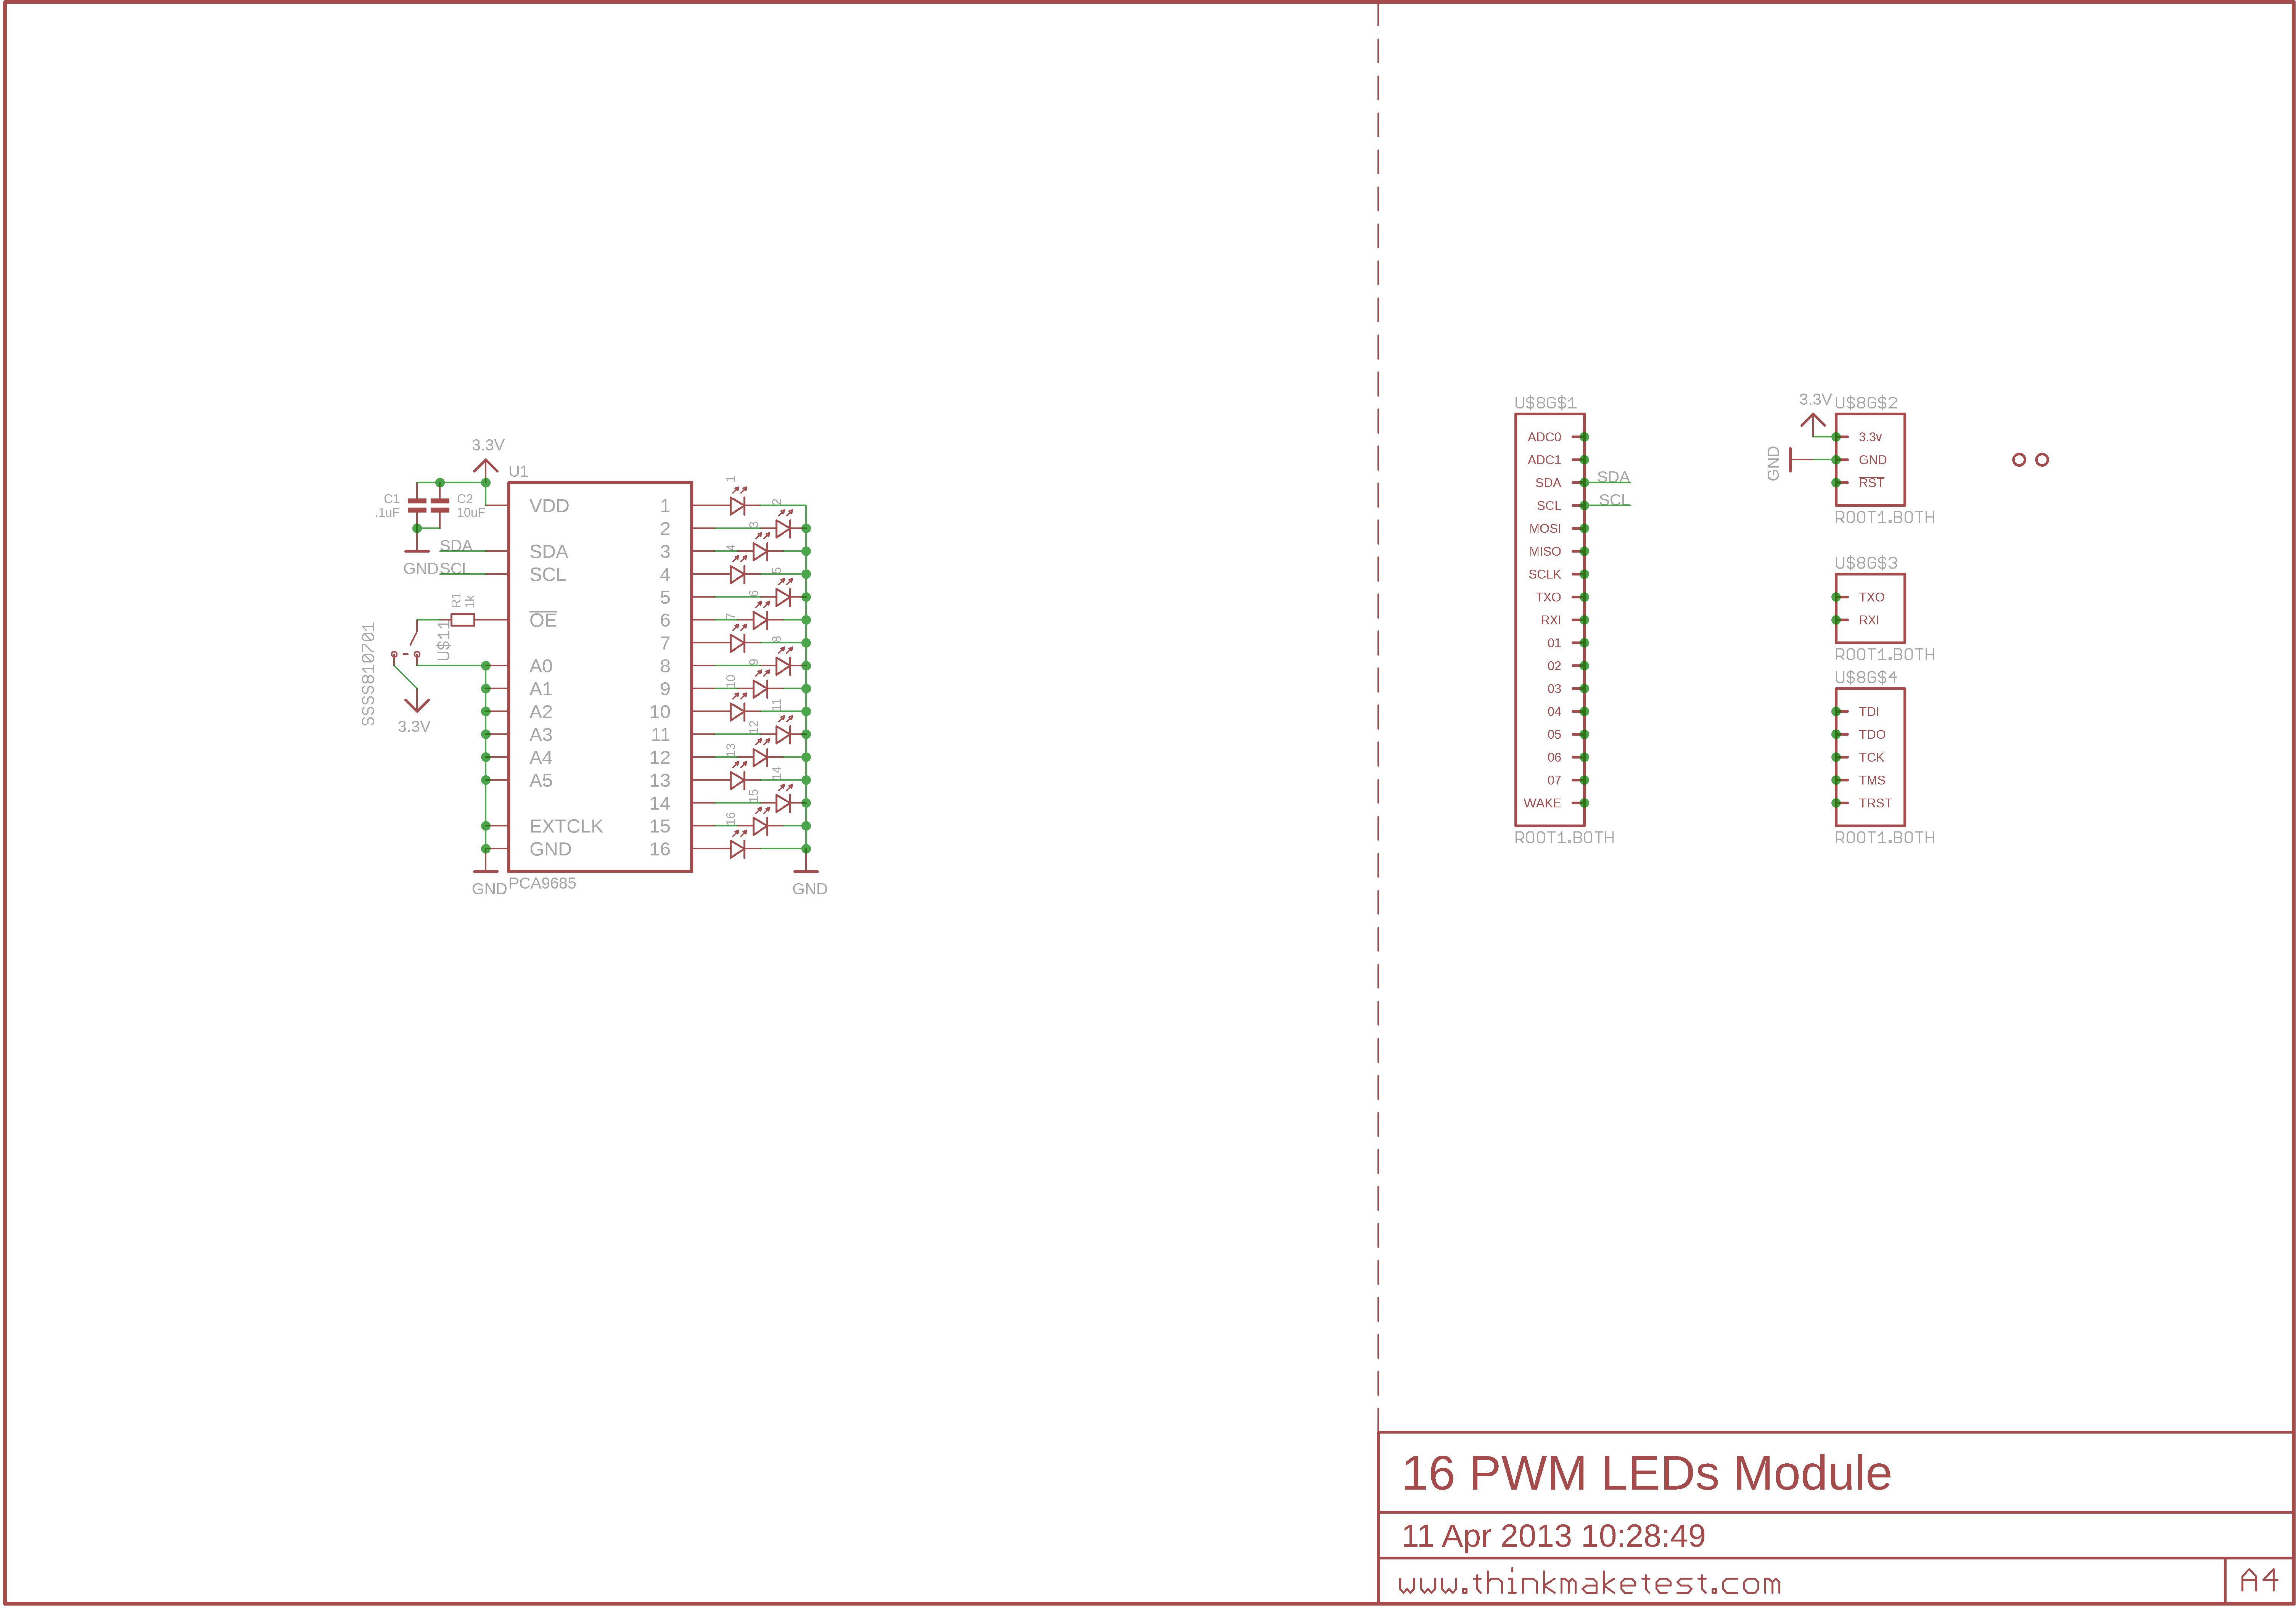 3.3V
U1
C1
.1uF
C2
10uF
VDD
SDA
SDA
GND
SCL
SCL
R1
1k
OE
U$11
SSSS810701
3.3V
A0
A1
A2
A3
A4
A5
EXTCLK
GND
GND
PCA9685
1
2
3
4
5
6
7
8
9
10
11
12
13
14
15
16
1
2
3
4
5
6
7
8
9
10
11
12
13
14
15
16
GND
U$8G$1
ADC0
ADC1
SDA
SDA
SCL
SCL
MOSI
MISO
SCLK
TXO
RXI
01
02
03
04
05
06
07
WAKE
ROOT1.BOTH
3.3V
U$8G$2
GND
3.3v
GND
RST
ROOT1.BOTH
U$8G$3
TXO
RXI
ROOT1.BOTH
U$8G$4
TDI
TDO
TCK
TMS
TRST
ROOT1.BOTH
16 PWM LEDs Module
11 Apr 2013 10:28:49
www.thinkmaketest.com
A4